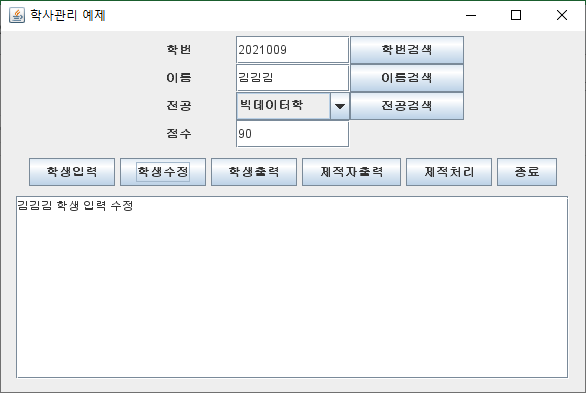 학사관리 예제
학번 2021009 학번검색
이름 김김김 이름검색
전공 빅데이터학 전공검색
점수 90
학생입력 학생수정 학생출력 제적자출력 제적처리 종료
김김김 학생 입력 수정